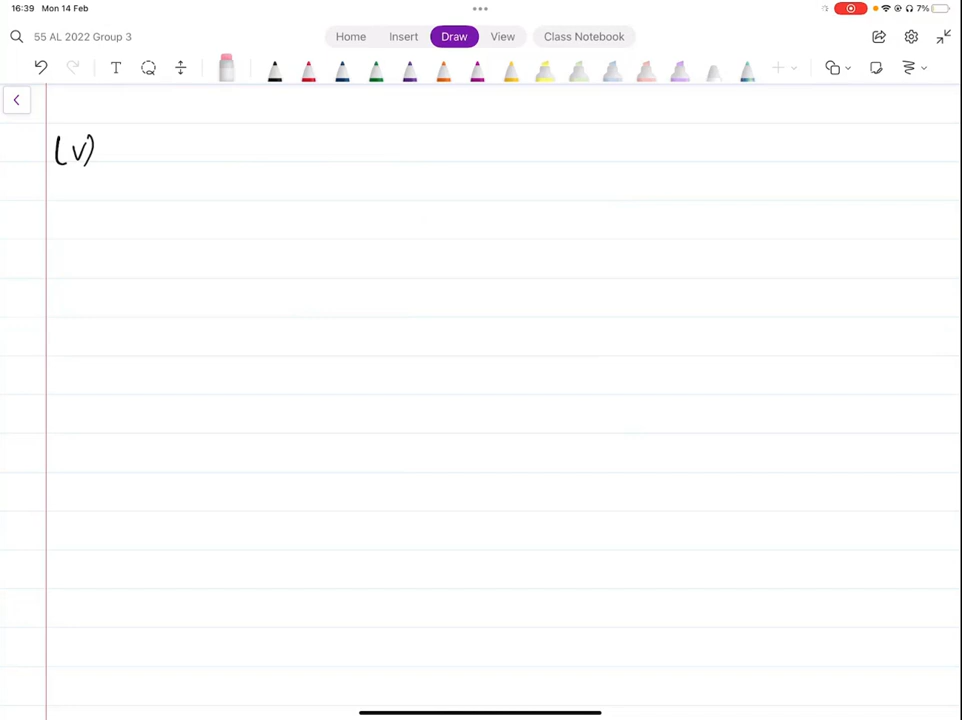 16:39 Mon 14 Feb
7%
55 AL 2022 Group 3
Home Insert Draw View Class Notebook
T
(v)